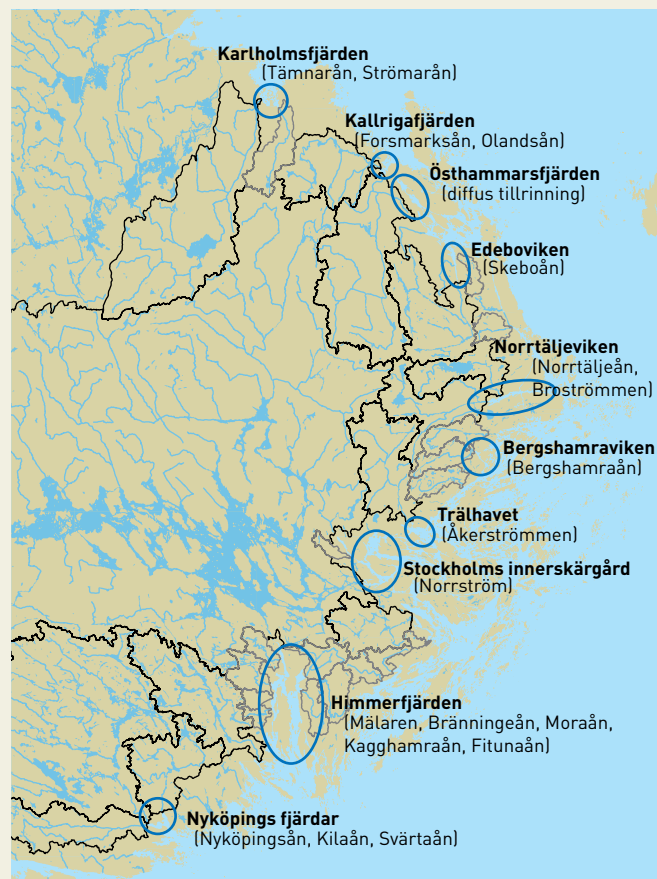 Karlholmsfjärden
(Tämnarån, Strömarån)
Kallrigafjärden
(Forsmarksån, Olandsån)
Östhammarsfjärden
(diffus tillrinning)
Edeboviken
(Skeboån)
Norrtäljeviken
(Norrtäljeån,
Broströmmen)
Bergshamraviken
(Bergshamraån)
Trälhavet
(Åkerströmmen)
Stockholms innerskärgård
(Norrström)
Himmerfjärden
(Mälaren, Bränningeån, Moraån,
Kagghamraån, Fitunaån)
Nyköpings fjärdar
(Nyköpingsån, Kilaån, Svärtaån)